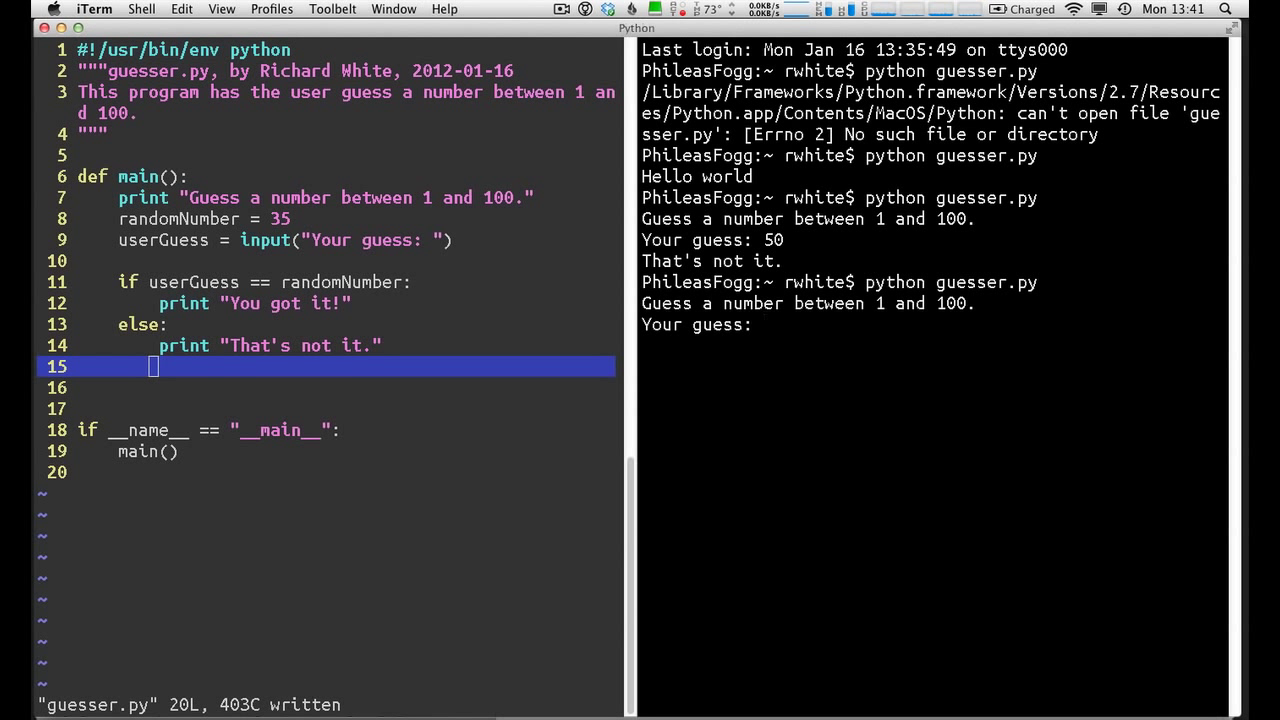 iTerm Shell Edit View Profiles Toolbelt Window Help 73° 0.0KB/s 0.0KB/s Charged Mon 13:41
Python
1 #!/usr/bin/env python
2 """guesser.py, by Richard White, 2012-01-16
3 This program has the user guess a number between 1 an
d 100.
4 """
5
6 def main():
7 print "Guess a number between 1 and 100."
8 randomNumber = 35
9 userGuess = input("Your guess: ")
10
11 if userGuess == randomNumber:
12 print "You got it!"
13 else:
14 print "That's not it."
15
16
17
18 if __name__ == "__main__":
19 main()
20
~
~
~
~
~
~
~
~
~
~
"guesser.py" 20L, 403C written
Last login: Mon Jan 16 13:35:49 on ttys000
PhileasFogg:~ rwhite$ python guesser.py
/Library/Frameworks/Python.framework/Versions/2.7/Resourc
es/Python.app/Contents/MacOS/Python: can't open file 'gue
sser.py': [Errno 2] No such file or directory
PhileasFogg:~ rwhite$ python guesser.py
Hello world
PhileasFogg:~ rwhite$ python guesser.py
Guess a number between 1 and 100.
Your guess: 50
That's not it.
PhileasFogg:~ rwhite$ python guesser.py
Guess a number between 1 and 100.
Your guess: